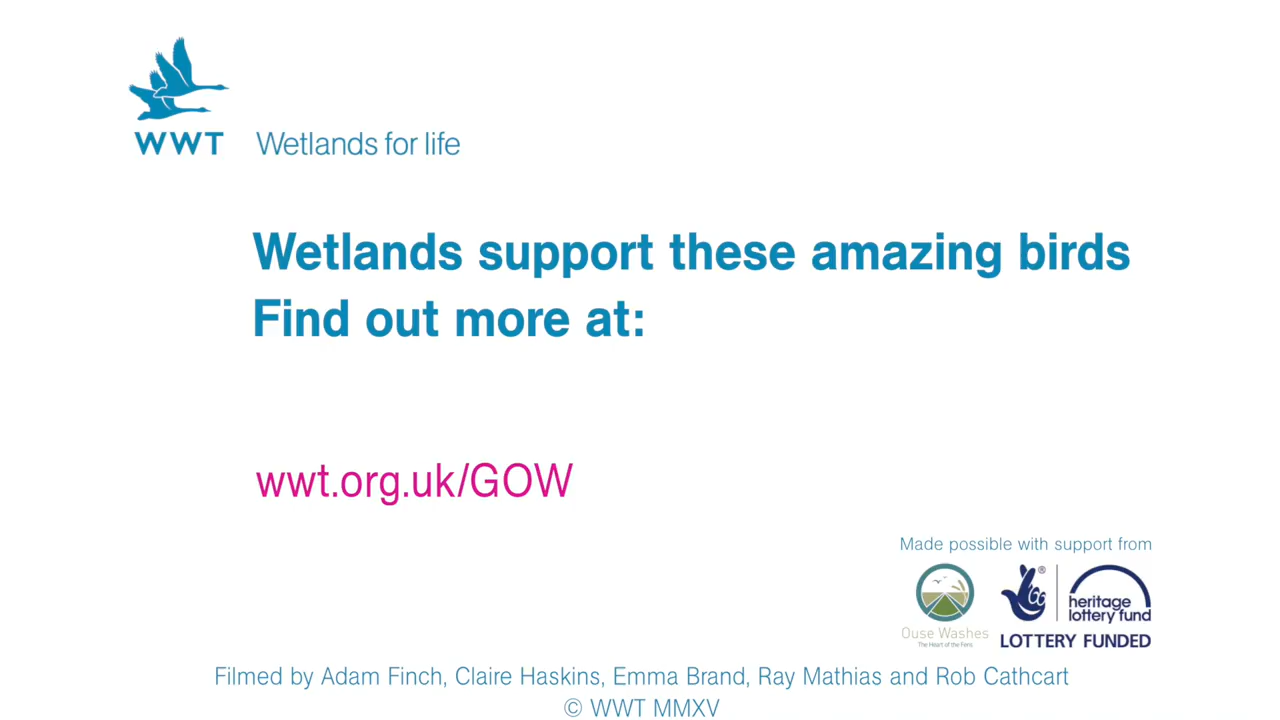 WWT Wetlands for life
Wetlands support these amazing birds
Find out more at:
wwt.org.uk/GOW
Made possible with support from
Ouse Washes
The Heart of the Fens
®
heritage
lottery fund
LOTTERY FUNDED
Filmed by Adam Finch, Claire Haskins, Emma Brand, Ray Mathias and Rob Cathcart
© WWT MMXV